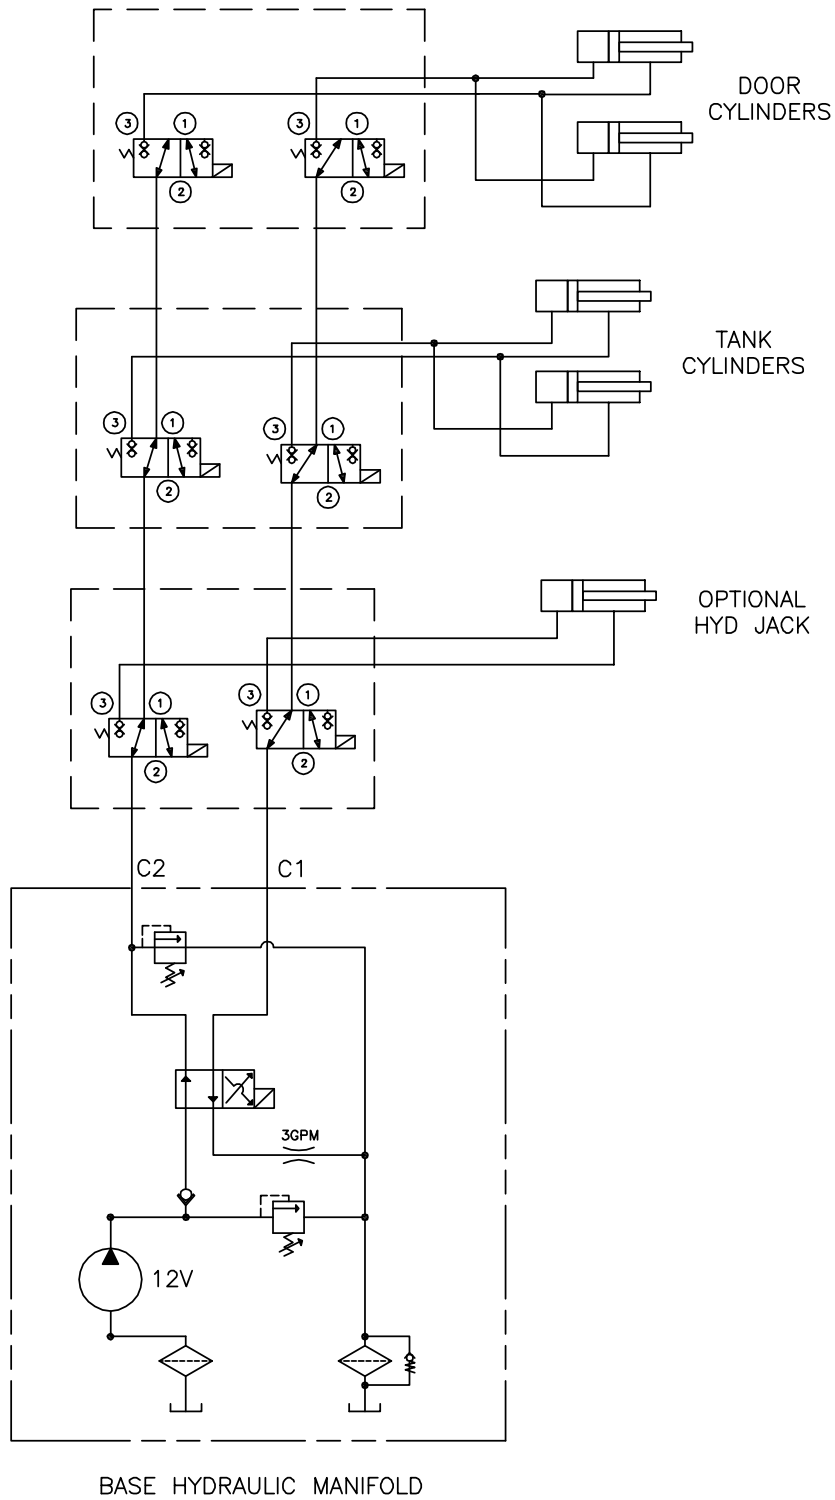 3
1
3
1
2
2
DOOR
CYLINDERS
3
1
3
1
2
2
TANK
CYLINDERS
3
1
3
1
2
2
OPTIONAL
HYD JACK
C2
C1
3GPM
12V
BASE HYDRAULIC MANIFOLD